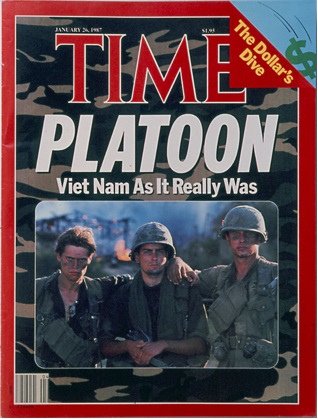 JANUARY 26, 1987
$1.95
TIME
The Dollar's
Dive
$
PLATOON
Viet Nam As It Really Was